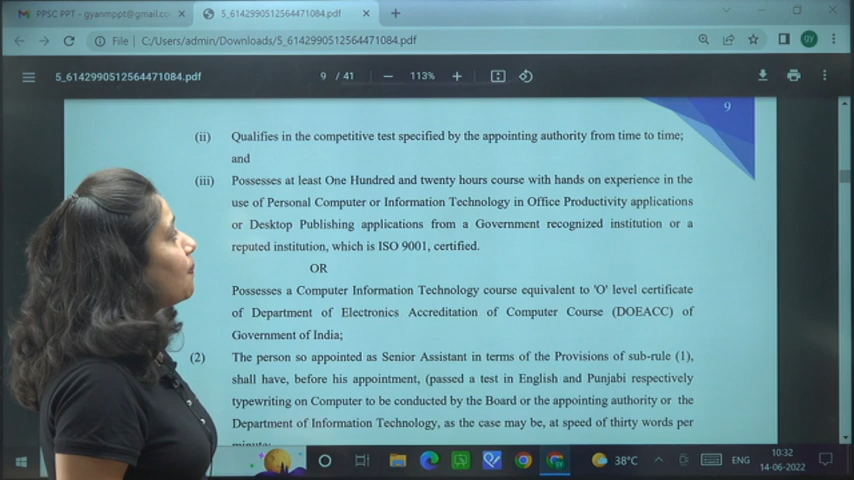 PPSC PPT - gyanmppt@gmail.co
5_6142990512564471084.pdf
File
C:/Users/admin/Downloads/5_6142990512564471084.pdf
5_6142990512564471084.pdf
9 / 41
113%
9
(ii) Qualifies in the competitive test specified by the appointing authority from time to time;
and
(iii) Possesses at least One Hundred and twenty hours course with hands on experience in the
use of Personal Computer or Information Technology in Office Productivity applications
or Desktop Publishing applications from a Government recognized institution or a
reputed institution, which is ISO 9001, certified.
OR
Possesses a Computer Information Technology course equivalent to 'O' level certificate
of Department of Electronics Accreditation of Computer Course (DOEACC) of
Government of India;
(2) The person so appointed as Senior Assistant in terms of the Provisions of sub-rule (1),
shall have, before his appointment, (passed a test in English and Punjabi respectively
typewriting on Computer to be conducted by the Board or the appointing authority or the
Department of Information Technology, as the case may be, at speed of thirty words per
minute;
38°C
ENG
10:32
14-06-2022